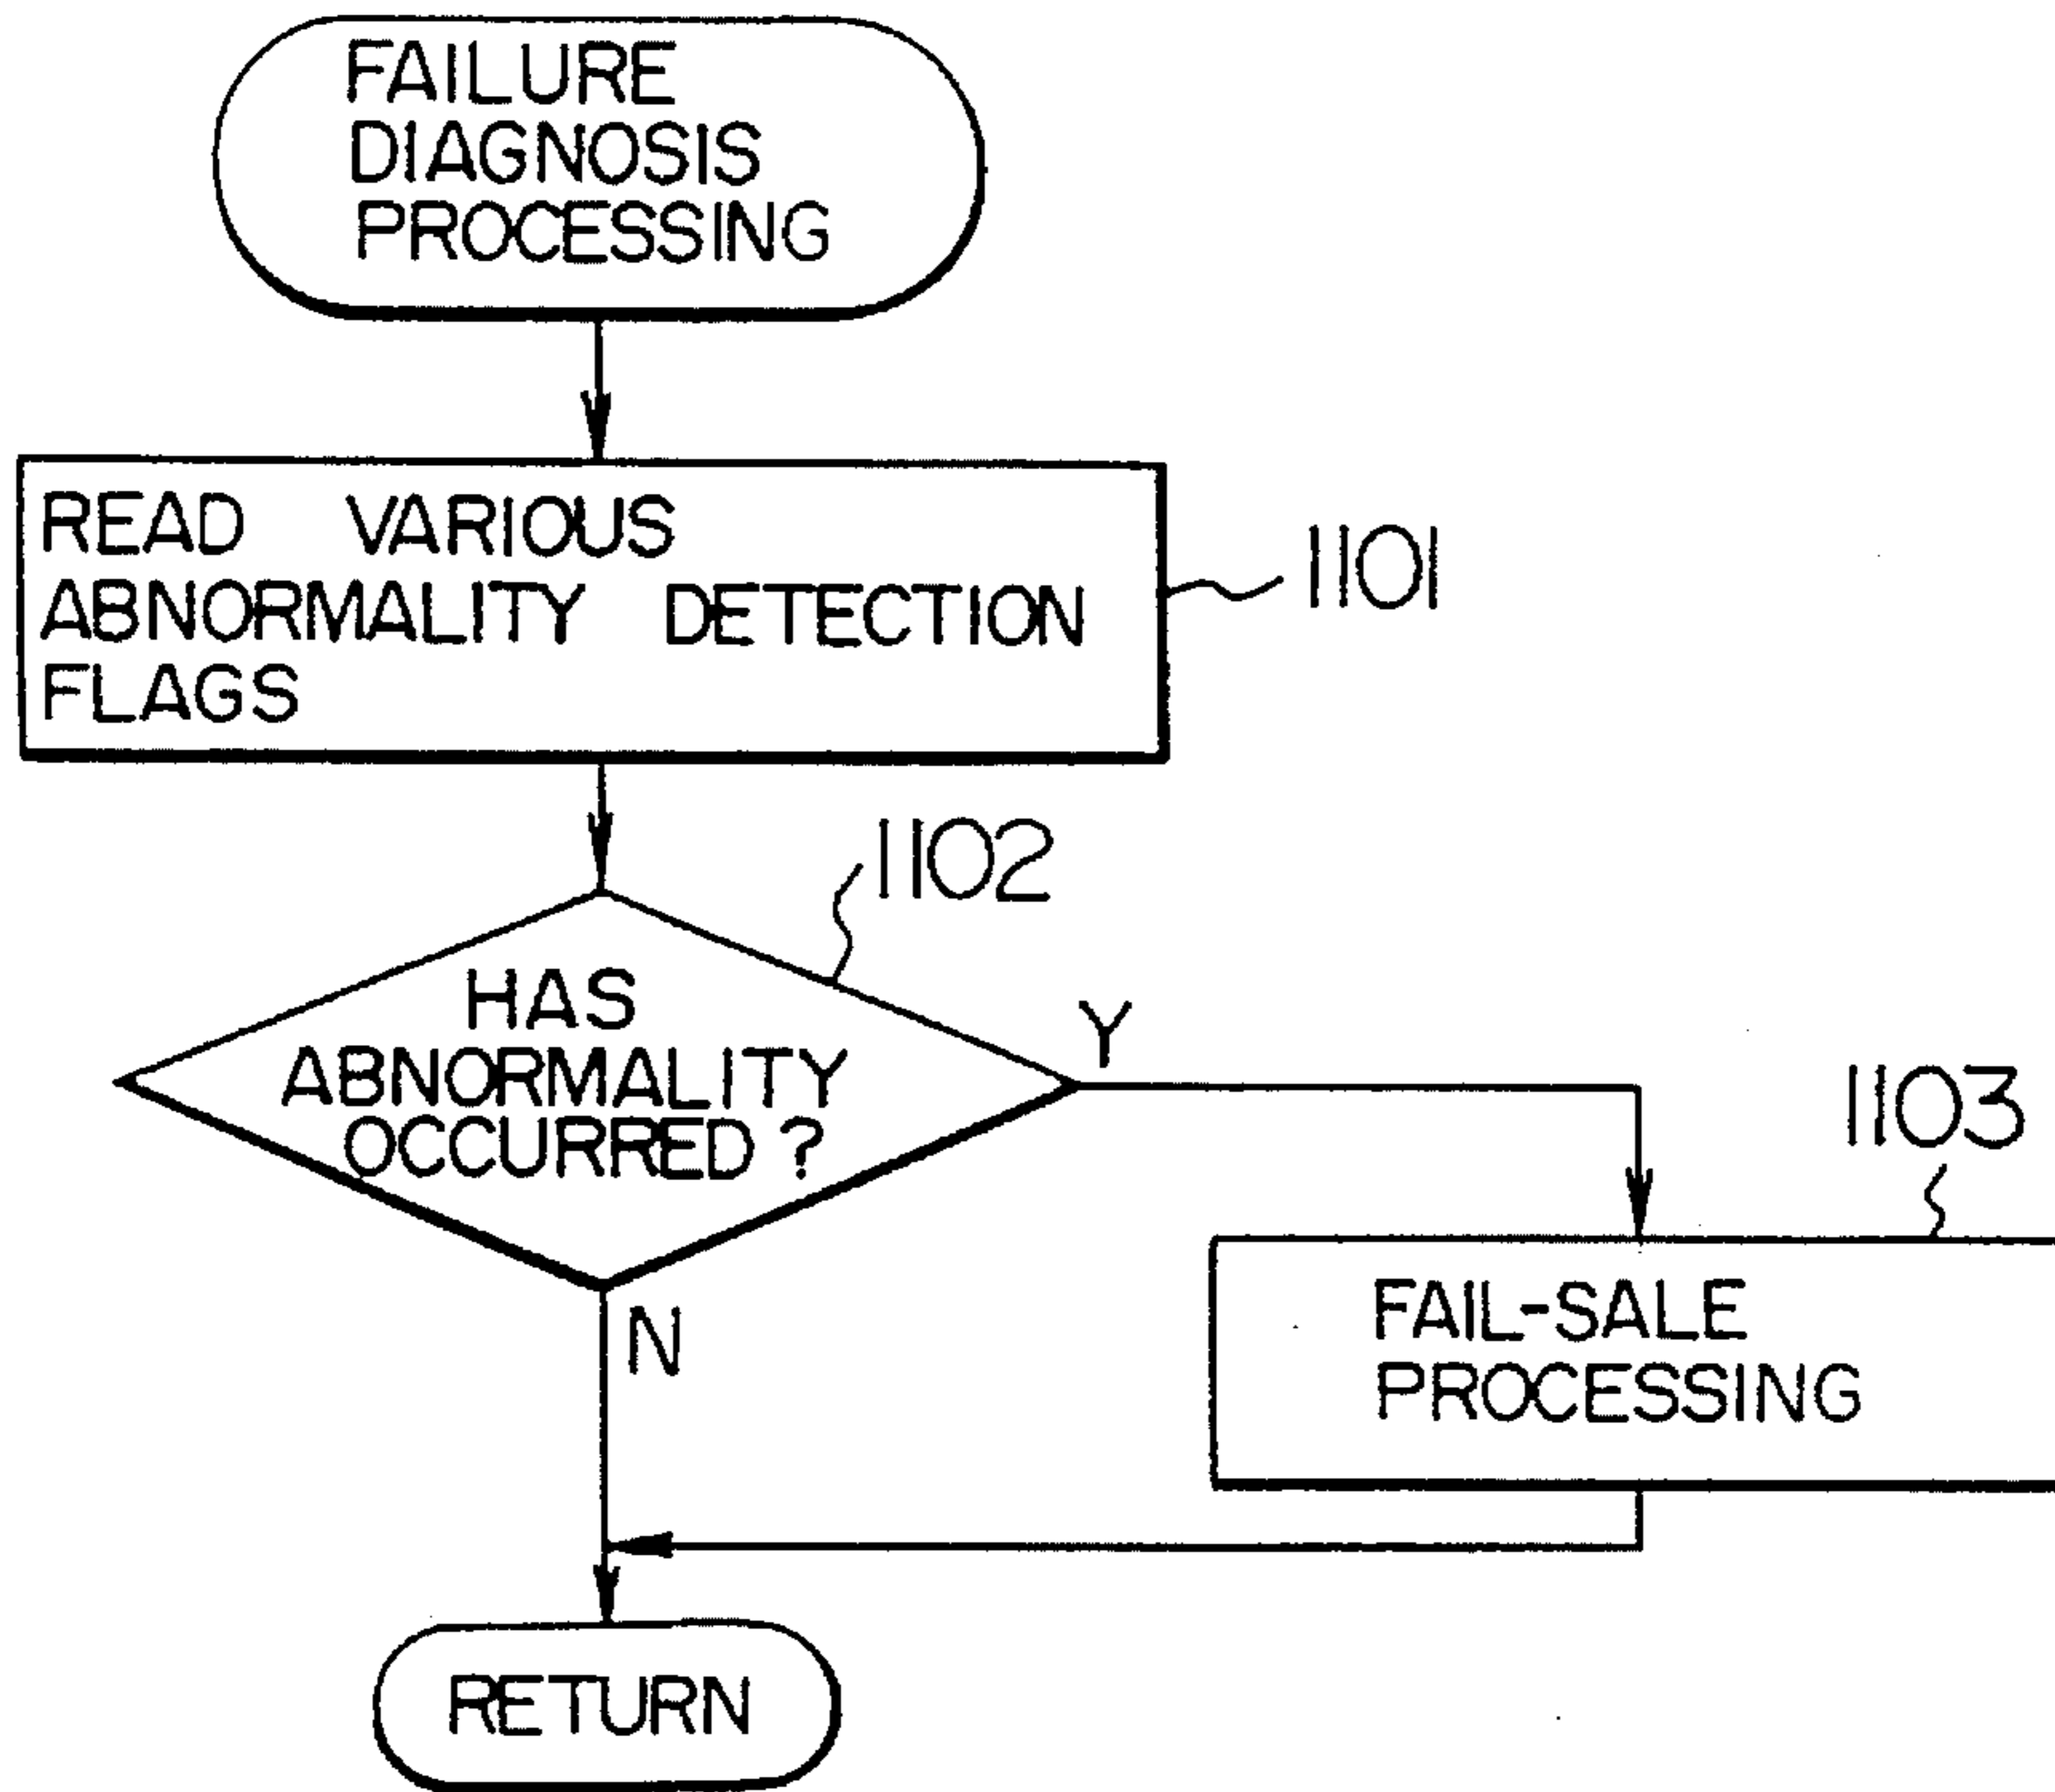 FAILURE
DIAGNOSIS
PROCESSING
READ VARIOUS
ABNORMALITY DETECTION
FLAGS
1101
1102
HAS
ABNORMALITY
OCCURRED?
Y
N
1103
FAIL-SALE
PROCESSING
RETURN